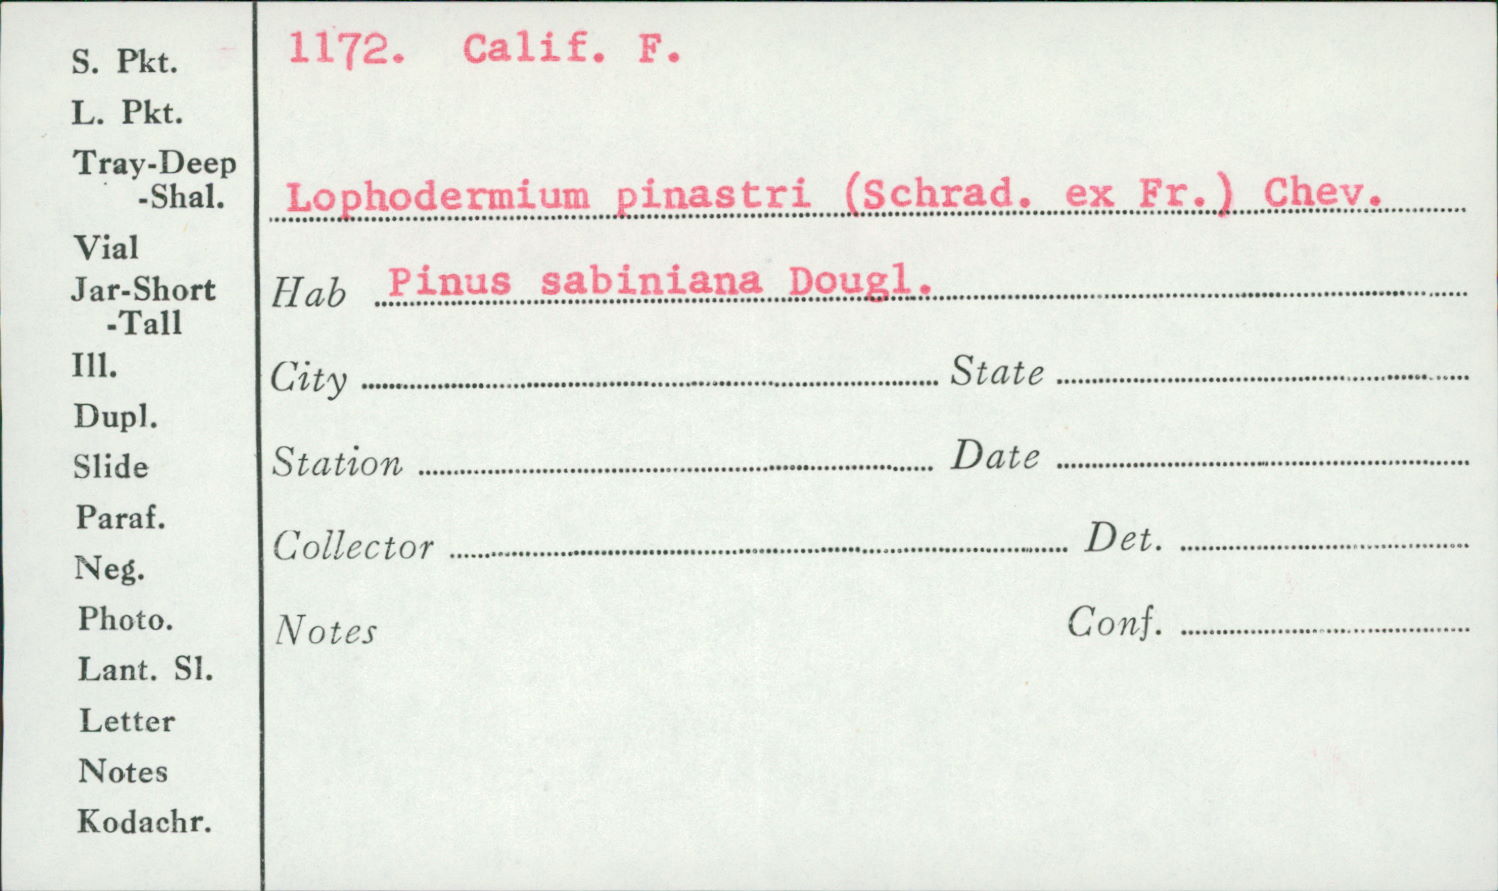 S. Pkt.
L. Pkt.
Tray-Deep
-Shal.
Vial
Jar-Short
-Tall
Ill.
Dupl.
Slide
Paraf.
Neg.
Photo.
Lant. Sl.
Letter
Notes
Kodachr.
1172. Calif. F.
Lophodermium pinastri (Schrad. ex Fr.) Chev.
Hab Pinus sabiniana Dougl.
City State
Station Date
Collector Det.
Notes Conf.